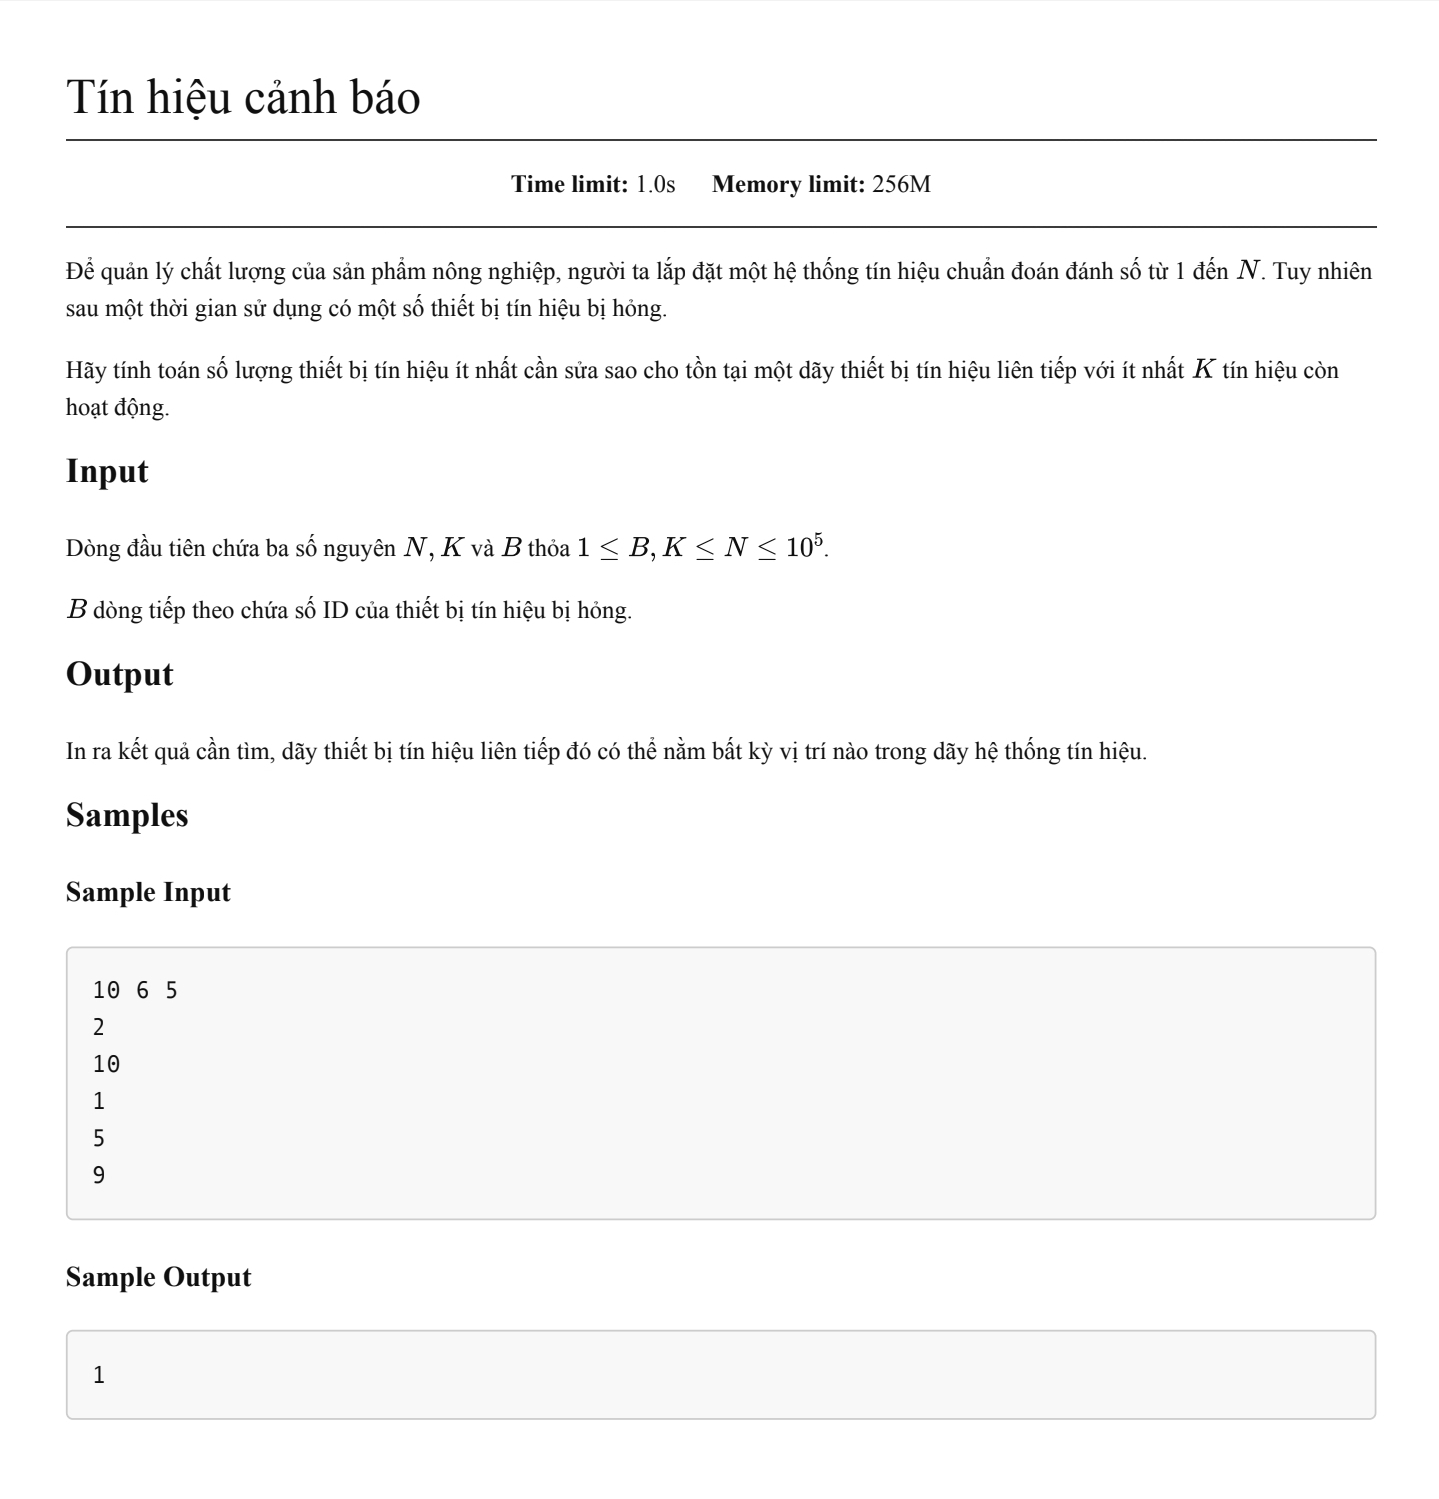 Tín hiệu cảnh báo
Time limit: 1.0s Memory limit: 256M
Để quản lý chất lượng của sản phẩm nông nghiệp, người ta lắp đặt một hệ thống tín hiệu chuẩn đoán đánh số từ 1 đến N. Tuy nhiên
sau một thời gian sử dụng có một số thiết bị tín hiệu bị hỏng.
Hãy tính toán số lượng thiết bị tín hiệu ít nhất cần sửa sao cho tồn tại một dãy thiết bị tín hiệu liên tiếp với ít nhất K tín hiệu còn
hoạt động.
Input
Dòng đầu tiên chứa ba số nguyên N, K và B thỏa 1 ≤ B, K ≤ N ≤ 10⁵.
B dòng tiếp theo chứa số ID của thiết bị tín hiệu bị hỏng.
Output
In ra kết quả cần tìm, dãy thiết bị tín hiệu liên tiếp đó có thể nằm bất kỳ vị trí nào trong dãy hệ thống tín hiệu.
Samples
Sample Input
10 6 5
2
10
1
5
9
Sample Output
1